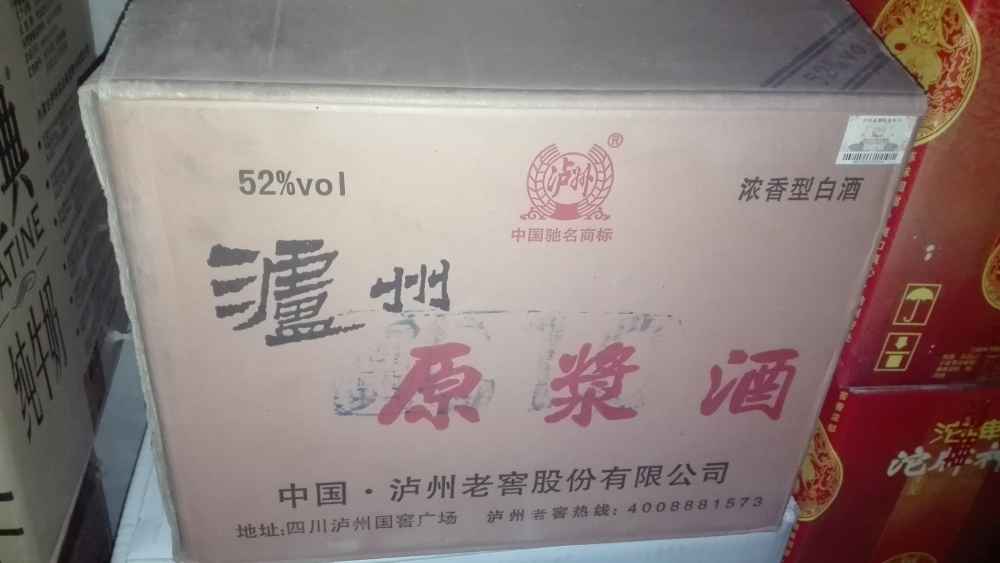 52%vol
泸州
®
中国驰名商标
浓香型白酒
瀘州
原漿酒
中国·泸州老窖股份有限公司
地址:四川泸州国窖广场 泸州老窖热线: 4008881573
52%VOL
典
ATINE
纯牛奶